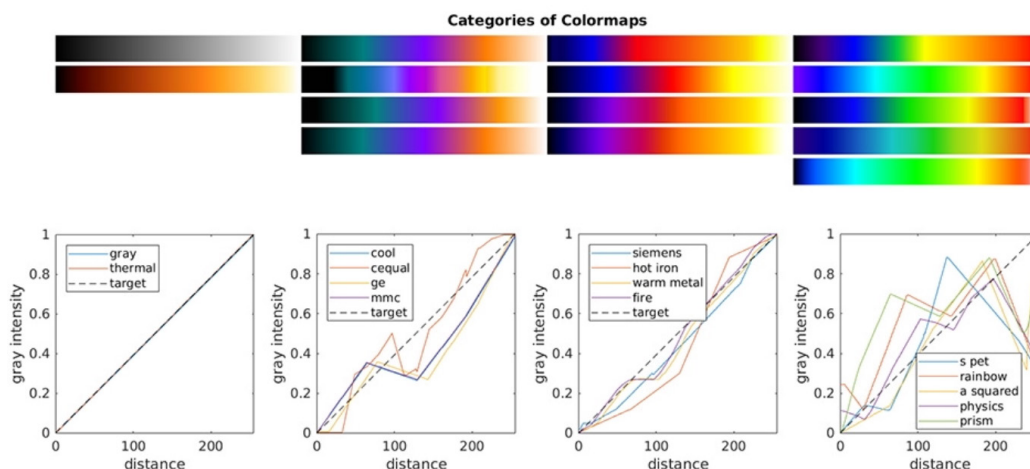 Categories of Colormaps
1
0.8
0.6
0.4
0.2
0
gray intensity
gray
thermal
target
0 100 200
distance
1
0.8
0.6
0.4
0.2
0
gray intensity
cool
cequal
ge
mmc
target
0 100 200
distance
1
0.8
0.6
0.4
0.2
0
gray intensity
siemens
hot iron
warm metal
fire
target
0 100 200
distance
1
0.8
0.6
0.4
0.2
0
gray intensity
s pet
rainbow
a squared
physics
prism
0 100 200
distance